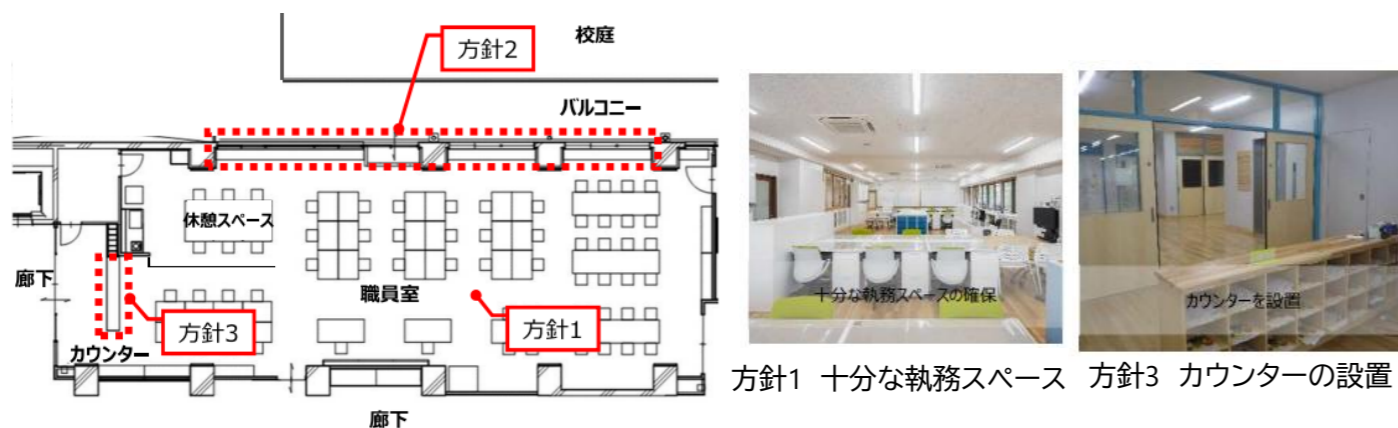 方針2
校庭
バルコニー
休憩スペース
廊下
職員室
方針3
方針1
カウンター
廊下
十分な執務スペースの確保
カウンターを設置
方針1 十分な執務スペース
方針3 カウンターの設置